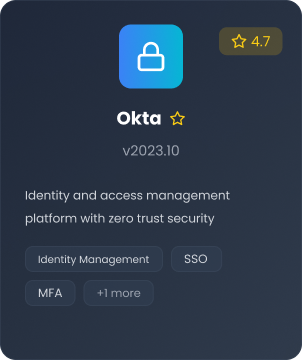 4.7
Okta
v2023.10
Identity and access management
platform with zero trust security
Identity Management
SSO
MFA
+1 more